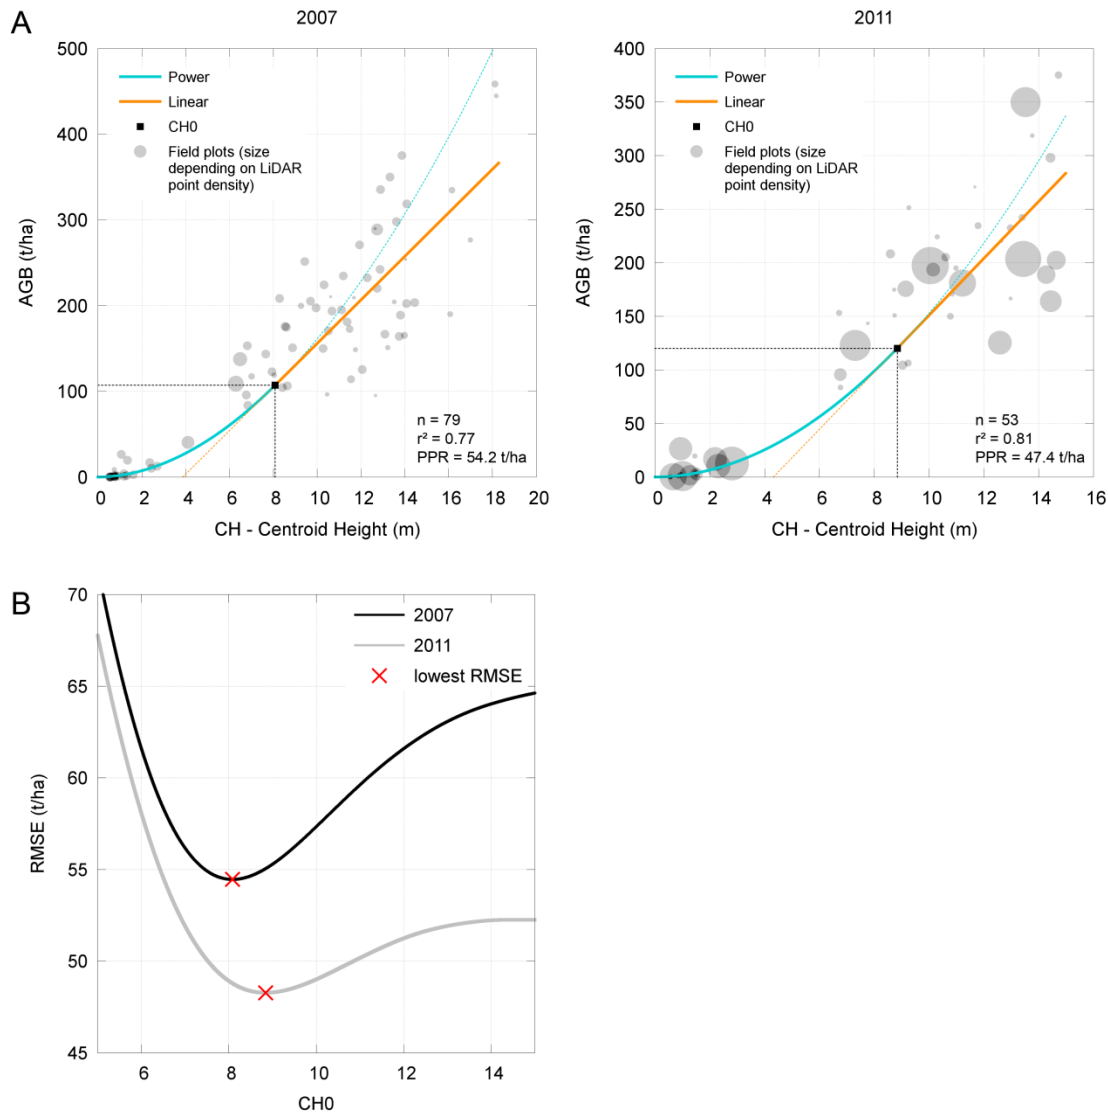 A
2007
500
400
300
200
100
0
AGB (t/ha)
Power
Linear
CH0
Field plots (size
depending on LiDAR
point density)
n = 79
r² = 0.77
PPR = 54.2 t/ha
0 2 4 6 8 10 12 14 16 18 20
CH - Centroid Height (m)
2011
400
350
300
250
200
150
100
50
0
AGB (t/ha)
Power
Linear
CH0
Field plots (size
depending on LiDAR
point density)
n = 53
r² = 0.81
PPR = 47.4 t/ha
0 2 4 6 8 10 12 14 16
CH - Centroid Height (m)
B
70
65
60
55
50
45
RMSE (t/ha)
2007
2011
lowest RMSE
6 8 10 12 14
CH0